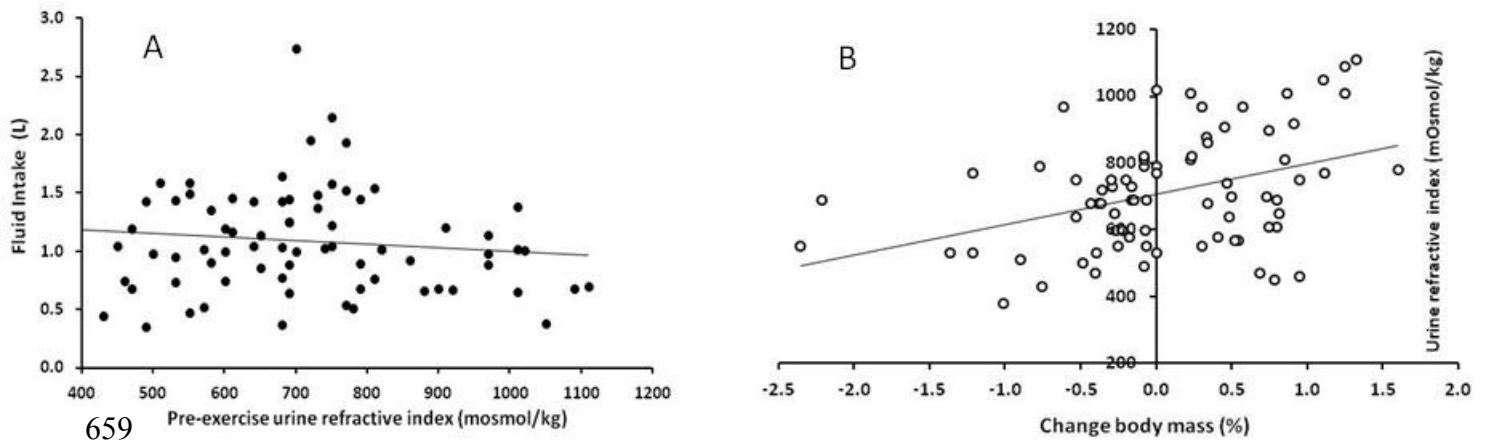 A
3.0
2.5
2.0
1.5
1.0
0.5
0.0
Fluid Intake (L)
400 500 600 700 800 900 1000 1100 1200
Pre-exercise urine refractive index (mosmol/kg)
659
B
1200
1000
800
600
400
200
Urine refractive index (mOsmol/kg)
-2.5 -2.0 -1.5 -1.0 -0.5 0.0 0.5 1.0 1.5 2.0
Change body mass (%)